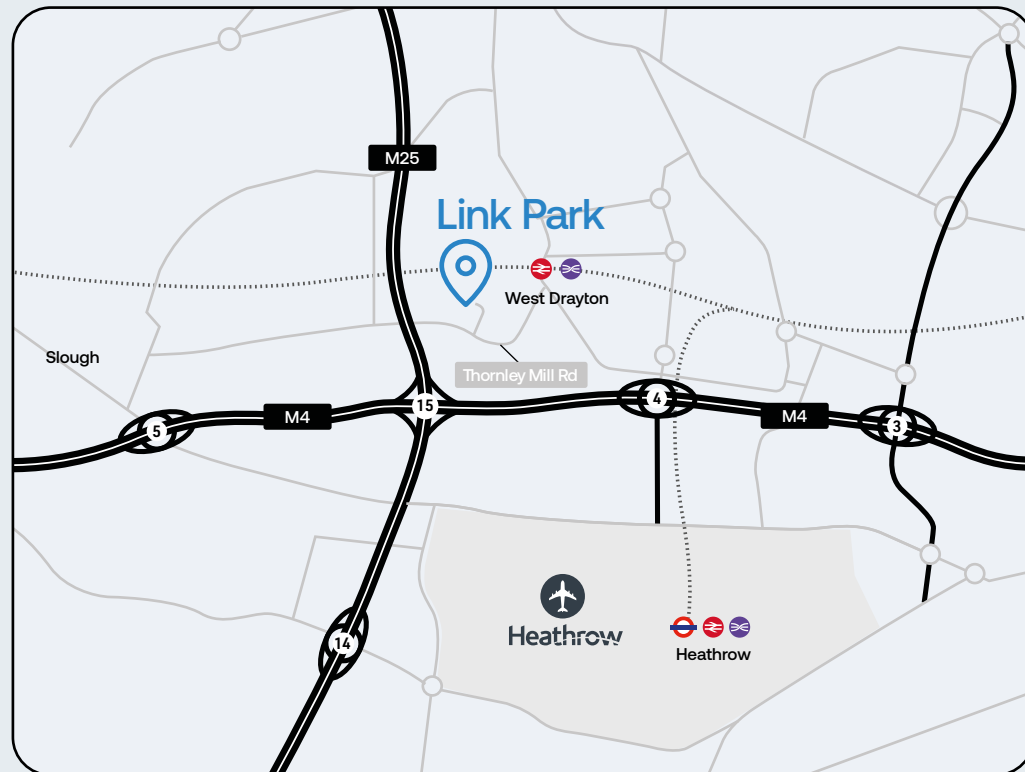 M25
Link Park
West Drayton
Slough
Thornley Mill Rd
15
4
M4
M4
3
5
Heathrow
14
Heathrow